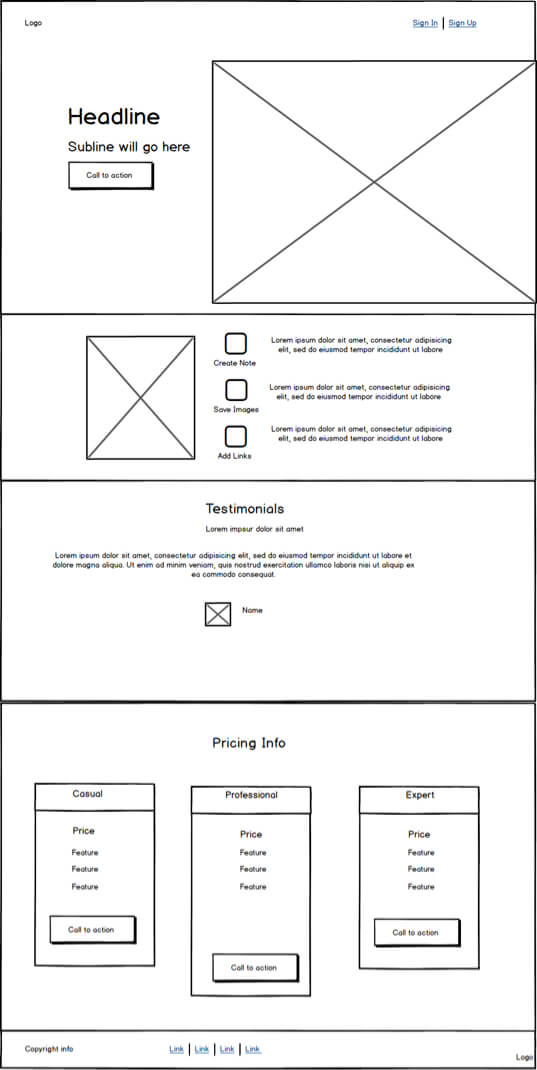 Logo
Sign In | Sign Up
Headline
Subline will go here
Call to action
Create Note
Lorem ipsum dolor sit amet, consectetur adipisicing
elit, sed do eiusmod tempor incididunt ut labore
Save Images
Lorem ipsum dolor sit amet, consectetur adipisicing
elit, sed do eiusmod tempor incididunt ut labore
Add Links
Lorem ipsum dolor sit amet, consectetur adipisicing
elit, sed do eiusmod tempor incididunt ut labore
Testimonials
Lorem impsur dolor sit amet
Lorem ipsum dolor sit amet, consectetur adipisicing elit, sed do eiusmod tempor incididunt ut labore et
dolore magna aliqua. Ut enim ad minim veniam, quis nostrud exercitation ullamco laboris nisi ut aliquip ex
ea commodo consequat.
Name
Pricing Info
Casual
Price
Feature
Feature
Feature
Call to action
Professional
Price
Feature
Feature
Feature
Call to action
Expert
Price
Feature
Feature
Feature
Call to action
Copyright info
Link | Link | Link | Link
Logo